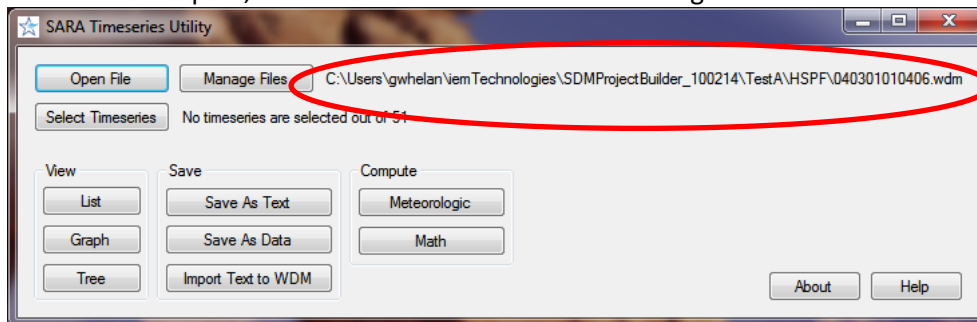 SARA Timeseries Utility
Open File Manage Files C:\Users\gwhelan\iemTechnologies\SDMProjectBuilder_100214\TestA\HSPF\040301010406.wdm
Select Timeseries No timeseries are selected out of 51
View Save Compute
List Save As Text Meteorologic
Graph Save As Data Math
Tree Import Text to WDM
About Help